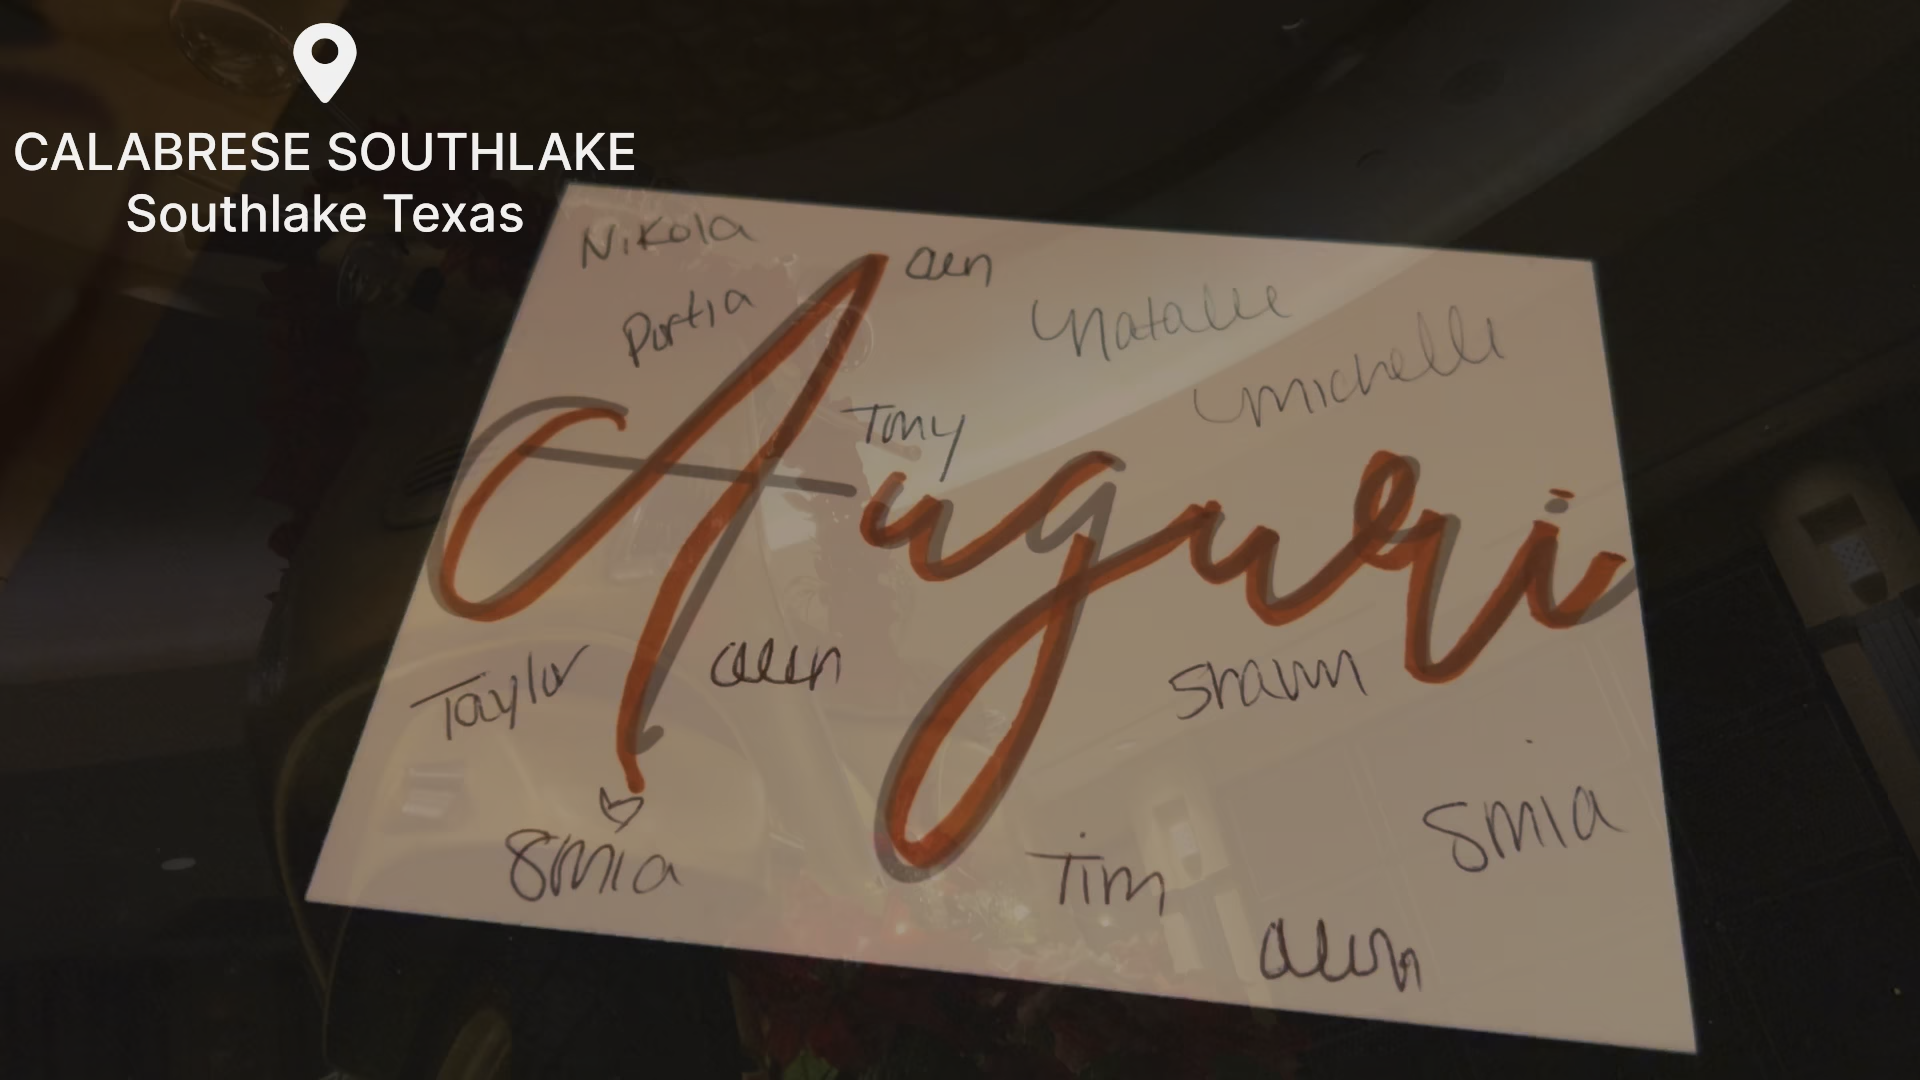 CALABRESE SOUTHLAKE
Southlake Texas
Nikola
Portia
Natalie
Michelle
Tony
Auguri
Taylor
Shawn
Smia
Tim
Smia